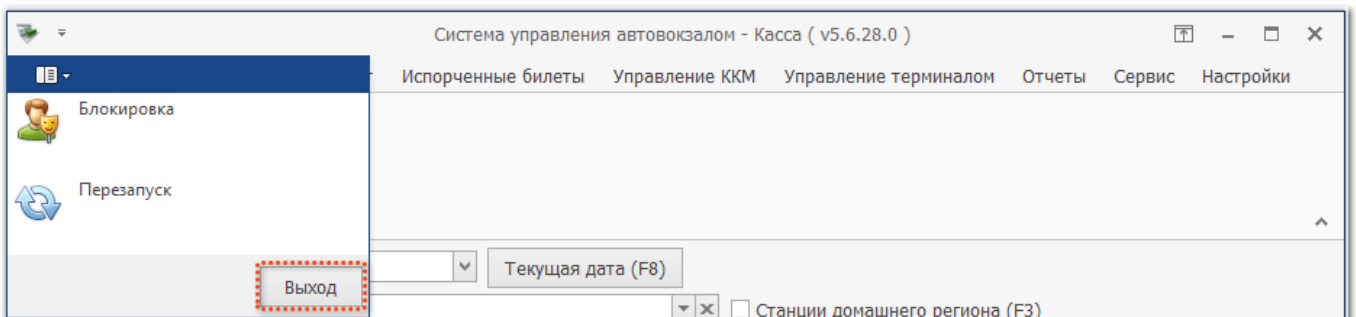 Система управления автовокзалом - Касса ( v5.6.28.0 )
Испорченные билеты Управление ККМ Управление терминалом Отчеты Сервис Настройки
Блокировка
Перезапуск
Текущая дата (F8)
Выход
Станции домашнего региона (F3)